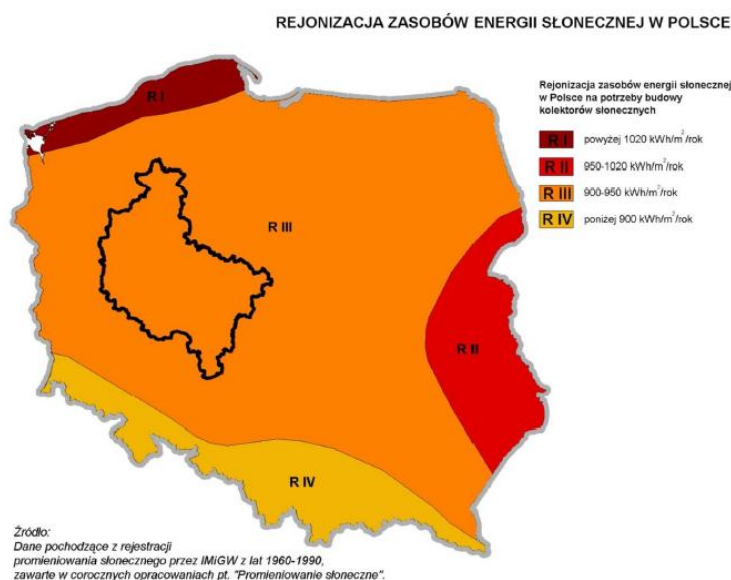 REJONIZACJA ZASOBÓW ENERGII SŁONECZNEJ W POLSCE
Rejonizacja zasobów energii słonecznej
w Polsce na potrzeby budowy
kolektorów słonecznych
R I powyżej 1020 kWh/m²/rok
R II 950-1020 kWh/m²/rok
R III 900-950 kWh/m²/rok
R IV poniżej 900 kWh/m²/rok
R I
R III
R II
R IV
Źródło:
Dane pochodzące z rejestracji
promieniowania słonecznego przez IMiGW z lat 1960-1990,
zawarte w corocznych opracowaniach pt. "Promieniowanie słoneczne".